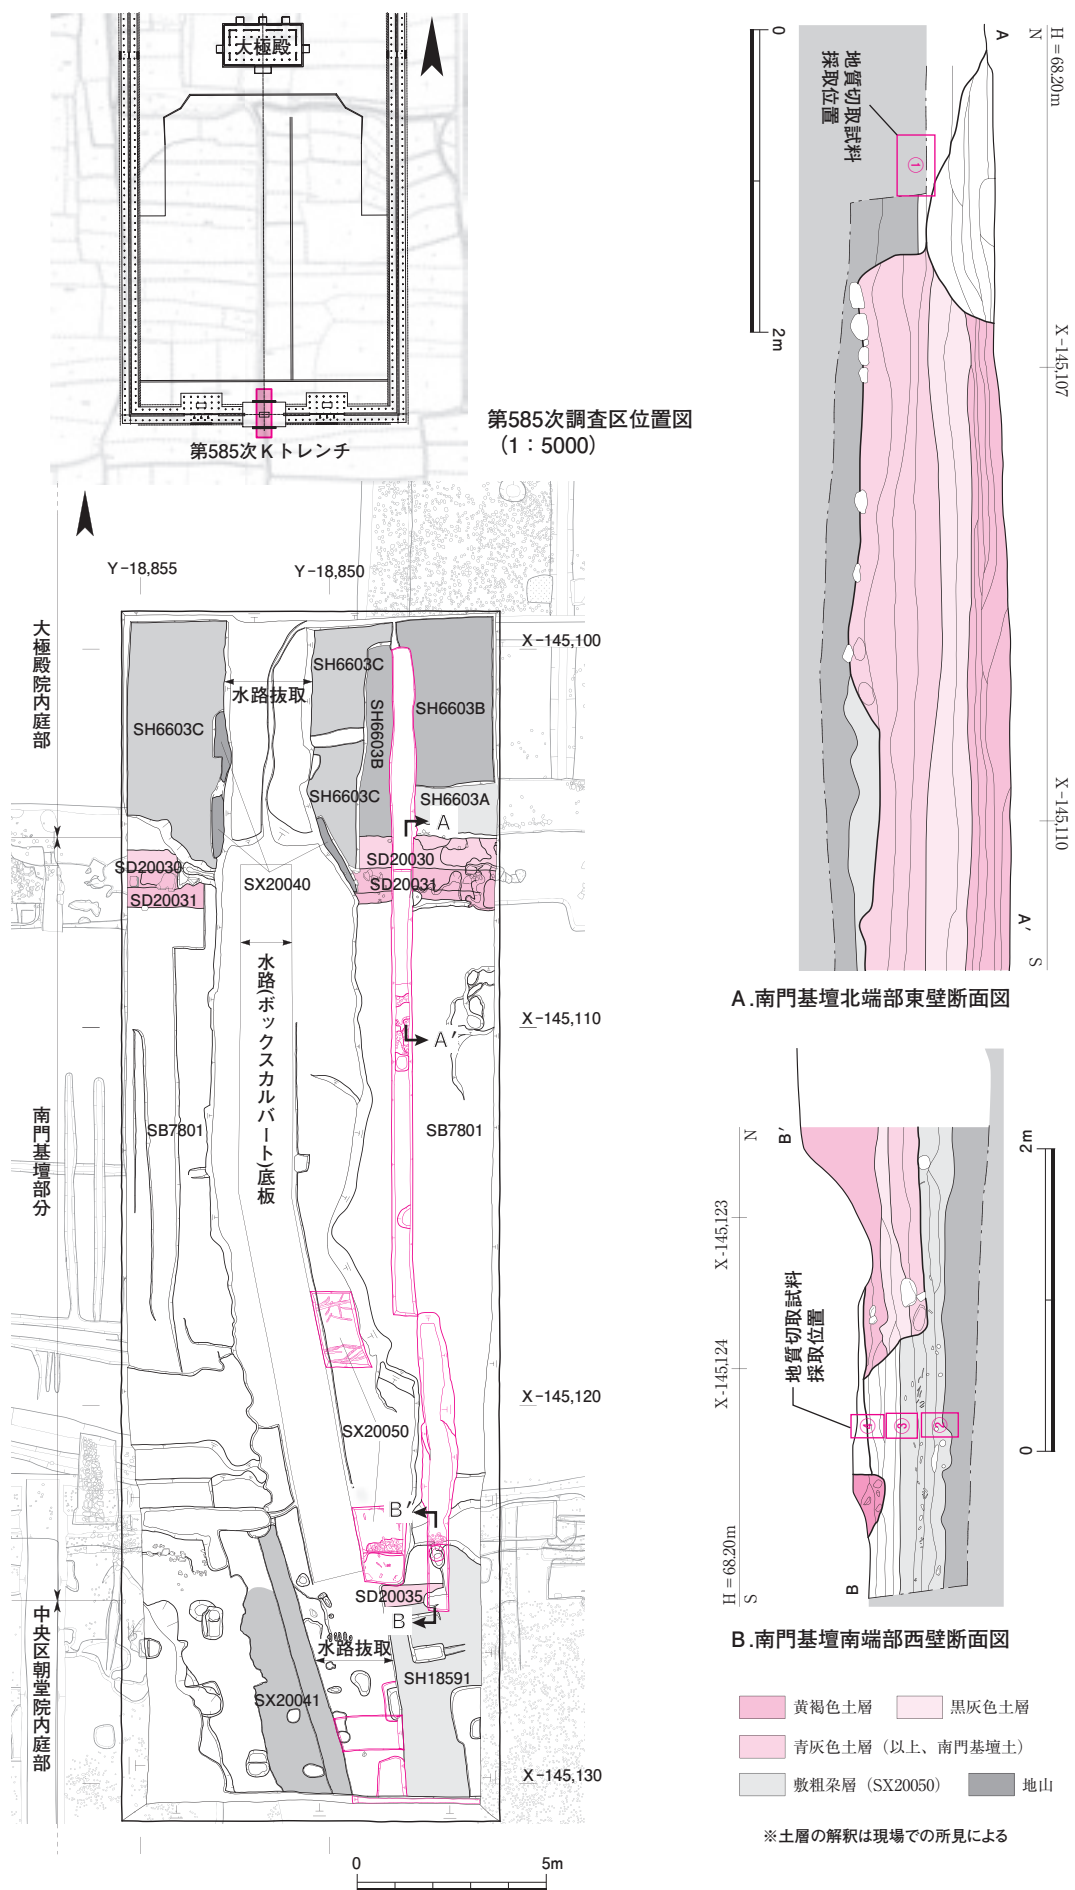 大極殿
第585次Kトレンチ
第585次調査区位置図
(1：5000)
Y-18,855
Y-18,850
X-145,100
X-145,110
X-145,120
X-145,130
大極殿院内庭部
南門基壇部分
中央区朝堂院内庭部
SH6603C
水路抜取
SH6603C
SH6603B
SH6603B
SH6603C
SH6603A
A
SD20030
SD20030
SD20031
SD20031
SX20040
水路(ボックスカルバート)底板
A′
SB7801
SB7801
SX20050
B′
SD20035
B
水路抜取
SH18591
SX20041
0
5m
0
2m
地質切取試料
採取位置
①
A
N
H＝68.20m
X-145,107
X-145,110
A′
S
A.南門基壇北端部東壁断面図
B′
N
X-145,123
X-145,124
地質切取試料
採取位置
④
③
②
2m
0
H＝68.20m
S
B
B.南門基壇南端部西壁断面図
黄褐色土層
黒灰色土層
青灰色土層（以上、南門基壇土）
敷粗朶層（SX20050）
地山
※土層の解釈は現場での所見による